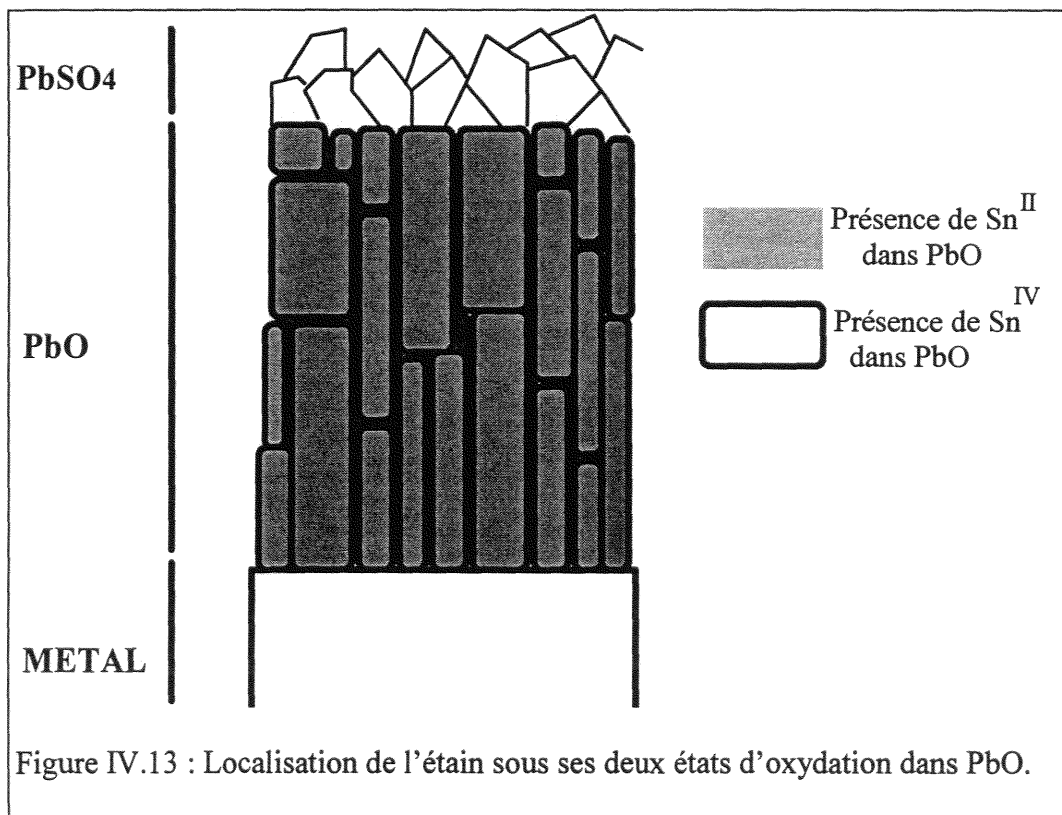 PbSO4
PbO
METAL
Présence de Sn^II
dans PbO
Présence de Sn^IV
dans PbO
Figure IV.13 : Localisation de l'étain sous ses deux états d'oxydation dans PbO.